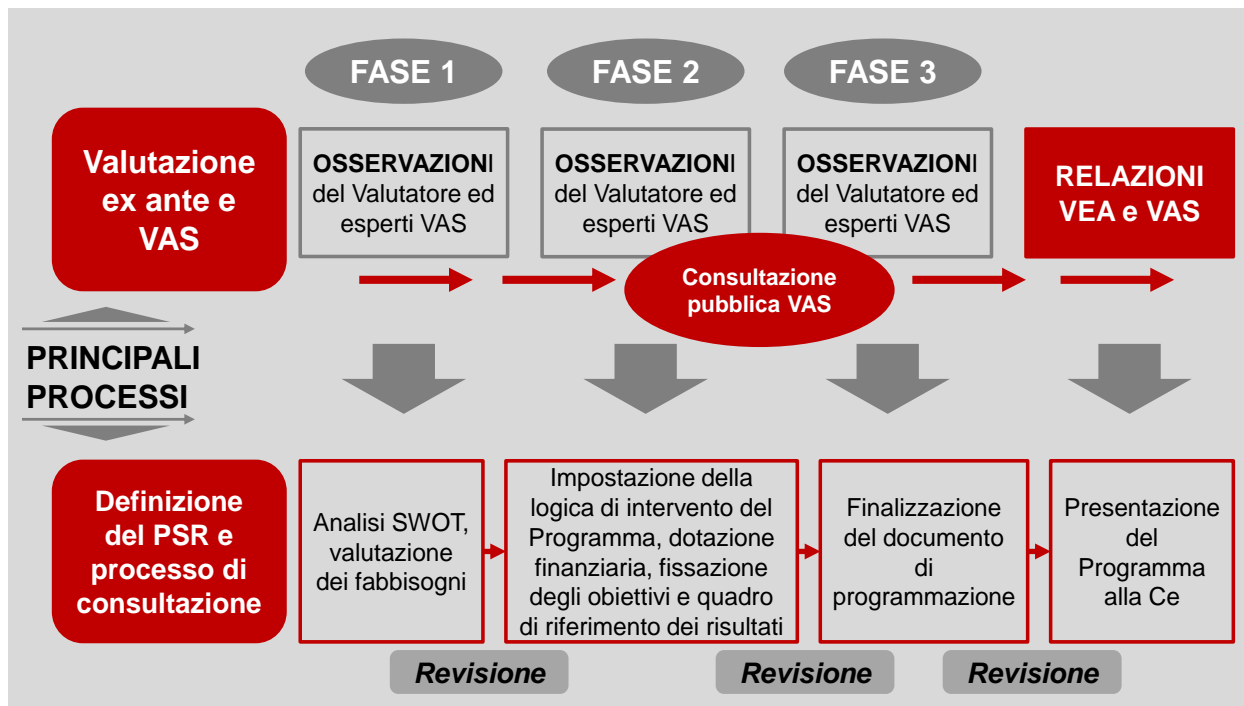 FASE 1
FASE 2
FASE 3
Valutazione
ex ante e
VAS
OSSERVAZIONI
del Valutatore ed
esperti VAS
OSSERVAZIONI
del Valutatore ed
esperti VAS
OSSERVAZIONI
del Valutatore ed
esperti VAS
RELAZIONI
VEA e VAS
Consultazione
pubblica VAS
PRINCIPALI
PROCESSI
Definizione
del PSR e
processo di
consultazione
Analisi SWOT,
valutazione
dei fabbisogni
Impostazione della
logica di intervento del
Programma, dotazione
finanziaria, fissazione
degli obiettivi e quadro
di riferimento dei risultati
Finalizzazione
del documento
di
programmazione
Presentazione
del
Programma
alla Ce
Revisione
Revisione
Revisione